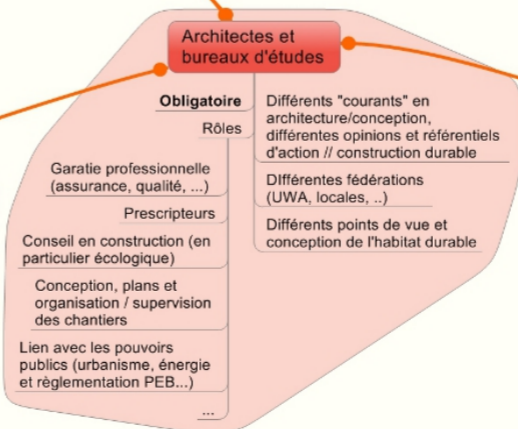 Architectes et
bureaux d'études
Obligatoire
Rôles
Garatie professionnelle
(assurance, qualité, ...)
Prescripteurs
Conseil en construction (en
particulier écologique)
Conception, plans et
organisation / supervision
des chantiers
Lien avec les pouvoirs
publics (urbanisme, énergie
et règlementation PEB...)
...
Différents "courants" en
architecture/conception,
différentes opinions et référentiels
d'action // construction durable
DIfférentes fédérations
(UWA, locales, ..)
Différents points de vue et
conception de l'habitat durable